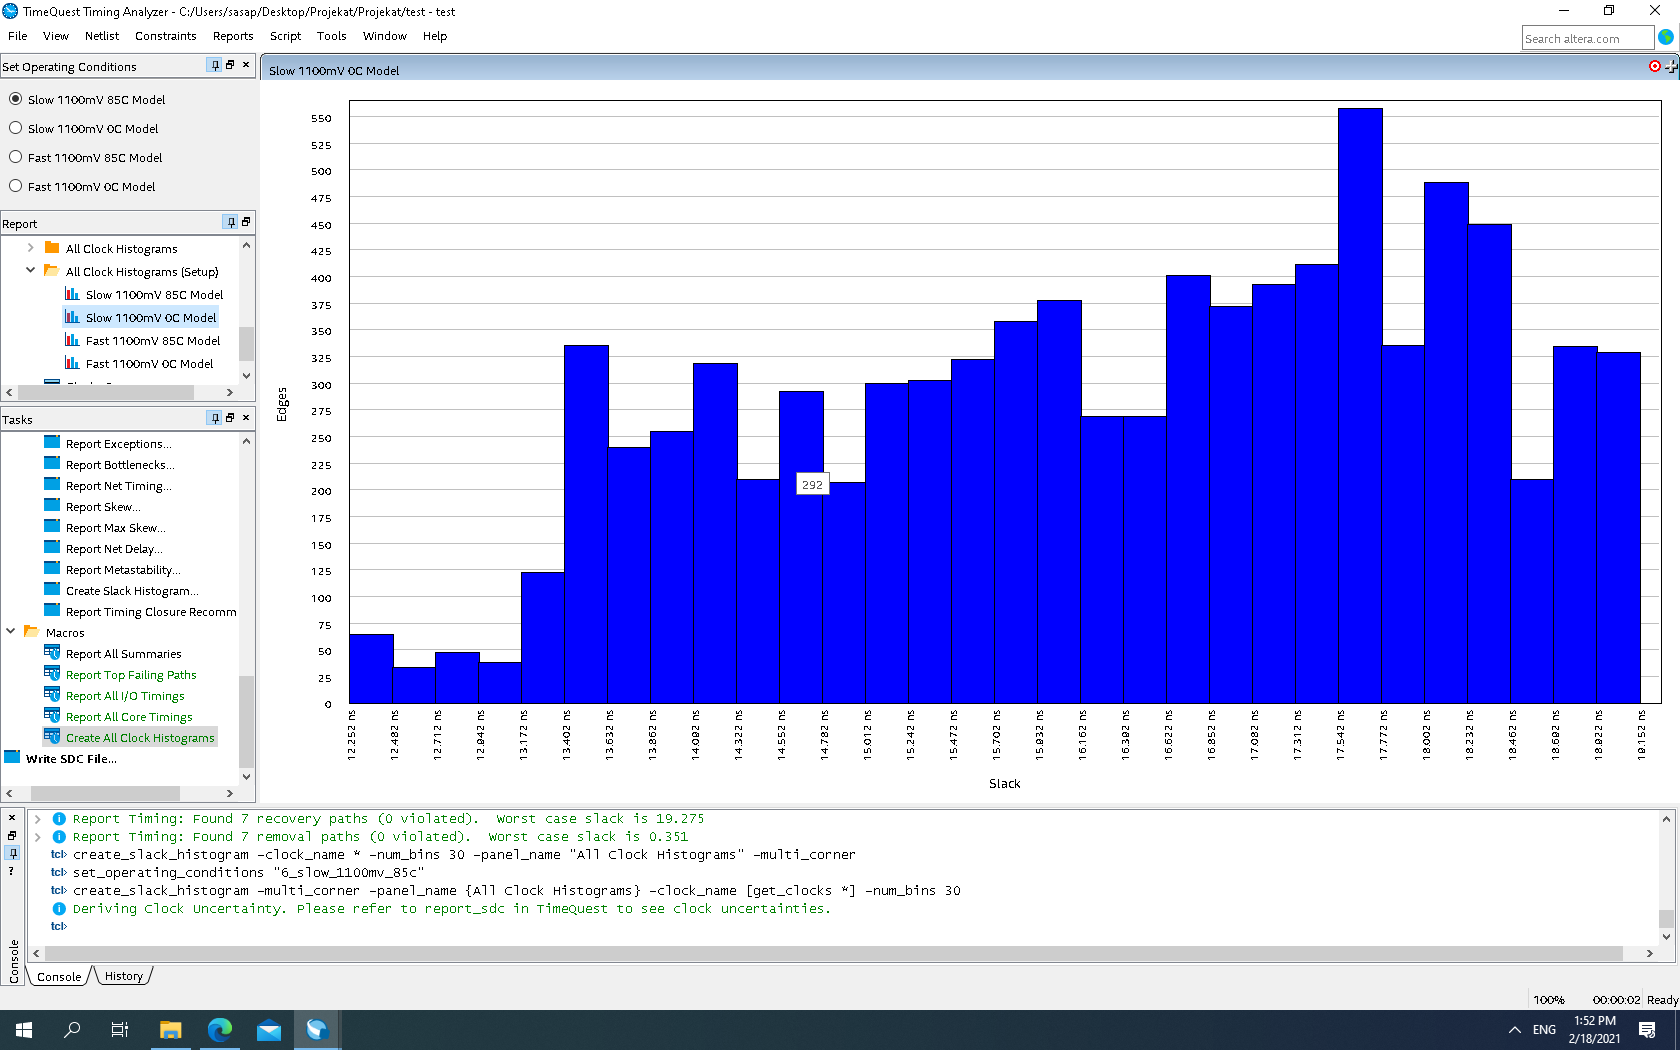 TimeQuest Timing Analyzer - C:/Users/sasap/Desktop/Projekat/Projekat/test - test
File View Netlist Constraints Reports Script Tools Window Help
Search altera.com
Set Operating Conditions
Slow 1100mV 85C Model
Slow 1100mV 0C Model
Fast 1100mV 85C Model
Fast 1100mV 0C Model
Report
All Clock Histograms
All Clock Histograms (Setup)
Slow 1100mV 85C Model
Slow 1100mV 0C Model
Fast 1100mV 85C Model
Fast 1100mV 0C Model
Tasks
Report Exceptions...
Report Bottlenecks...
Report Net Timing...
Report Skew...
Report Max Skew...
Report Net Delay...
Report Metastability...
Create Slack Histogram...
Report Timing Closure Recomm
Macros
Report All Summaries
Report Top Failing Paths
Report All I/O Timings
Report All Core Timings
Create All Clock Histograms
Write SDC File...
Slow 1100mV 0C Model
550
525
500
475
450
425
400
375
350
325
300
275
250
225
200
175
150
125
100
75
50
25
0
Edges
292
12.252 ns
12.482 ns
12.712 ns
12.942 ns
13.172 ns
13.402 ns
13.632 ns
13.862 ns
14.092 ns
14.322 ns
14.552 ns
14.782 ns
15.012 ns
15.242 ns
15.472 ns
15.702 ns
15.932 ns
16.162 ns
16.392 ns
16.622 ns
16.852 ns
17.082 ns
17.312 ns
17.542 ns
17.772 ns
18.002 ns
18.232 ns
18.462 ns
18.692 ns
18.922 ns
19.152 ns
Slack
Report Timing: Found 7 recovery paths (0 violated).  Worst case slack is 19.275
Report Timing: Found 7 removal paths (0 violated).  Worst case slack is 0.351
tcl> create_slack_histogram -clock_name * -num_bins 30 -panel_name "All Clock Histograms" -multi_corner
tcl> set_operating_conditions "6_slow_1100mv_85c"
tcl> create_slack_histogram -multi_corner -panel_name {All Clock Histograms} -clock_name [get_clocks *] -num_bins 30
Deriving Clock Uncertainty. Please refer to report_sdc in TimeQuest to see clock uncertainties.
tcl>
Console
Console History
100% 00:00:02 Ready
ENG
1:52 PM
2/18/2021